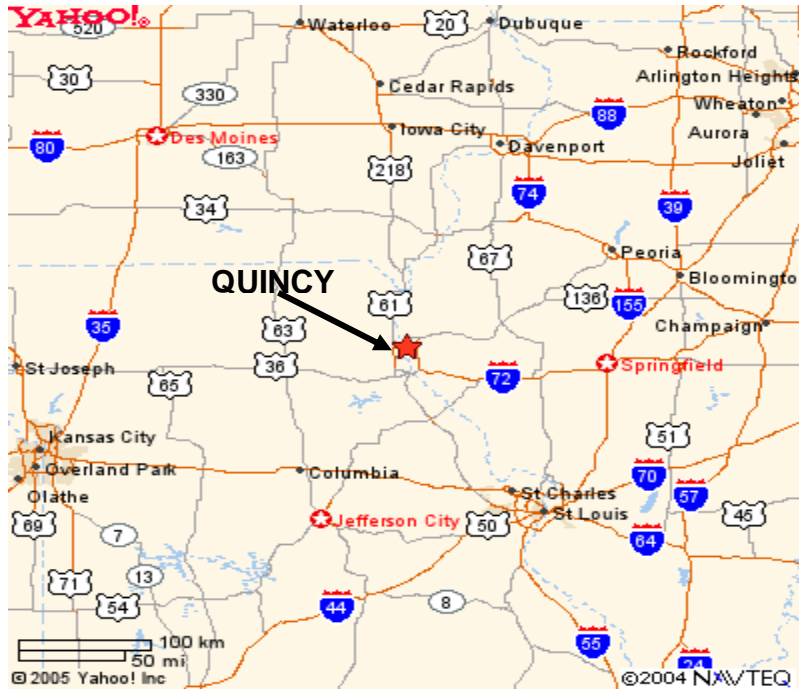 YAHOO!®
520
Waterloo
20
Dubuque
Rockford
30
Cedar Rapids
Arlington Heights
330
Wheaton
88
Des Moines
Iowa City
Aurora
80
163
Davenport
Joliet
218
74
34
39
Peoria
67
QUINCY
Bloomingto
61
136
155
35
63
Champaign
St Joseph
36
Springfield
65
72
Kansas City
51
Overland Park
Columbia
70
Olathe
St Charles
57
St Louis
69
Jefferson City
50
45
7
64
71
13
54
44
8
100 km
55
50 mi
24
© 2005 Yahoo! Inc
©2004 NAVTEQ